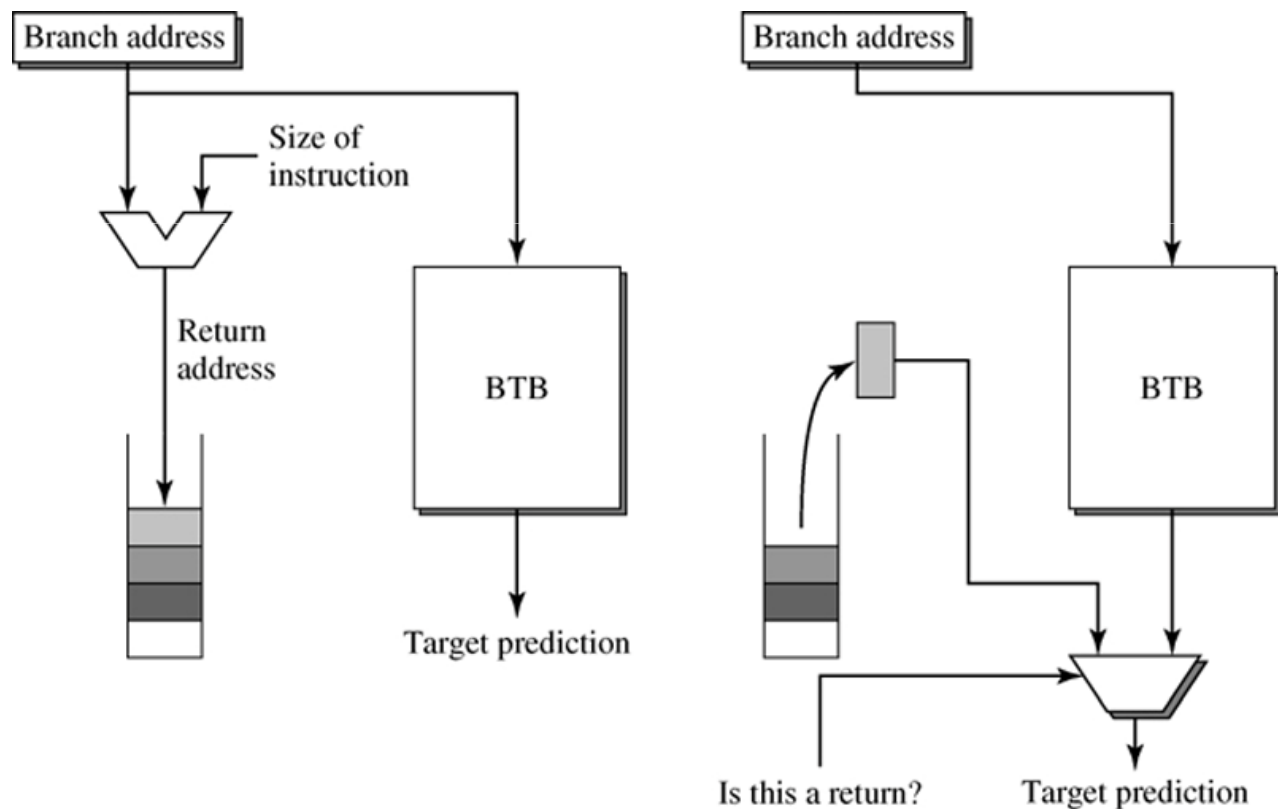 Branch address
Size of
instruction
Return
address
BTB
Target prediction
Branch address
BTB
Is this a return?
Target prediction